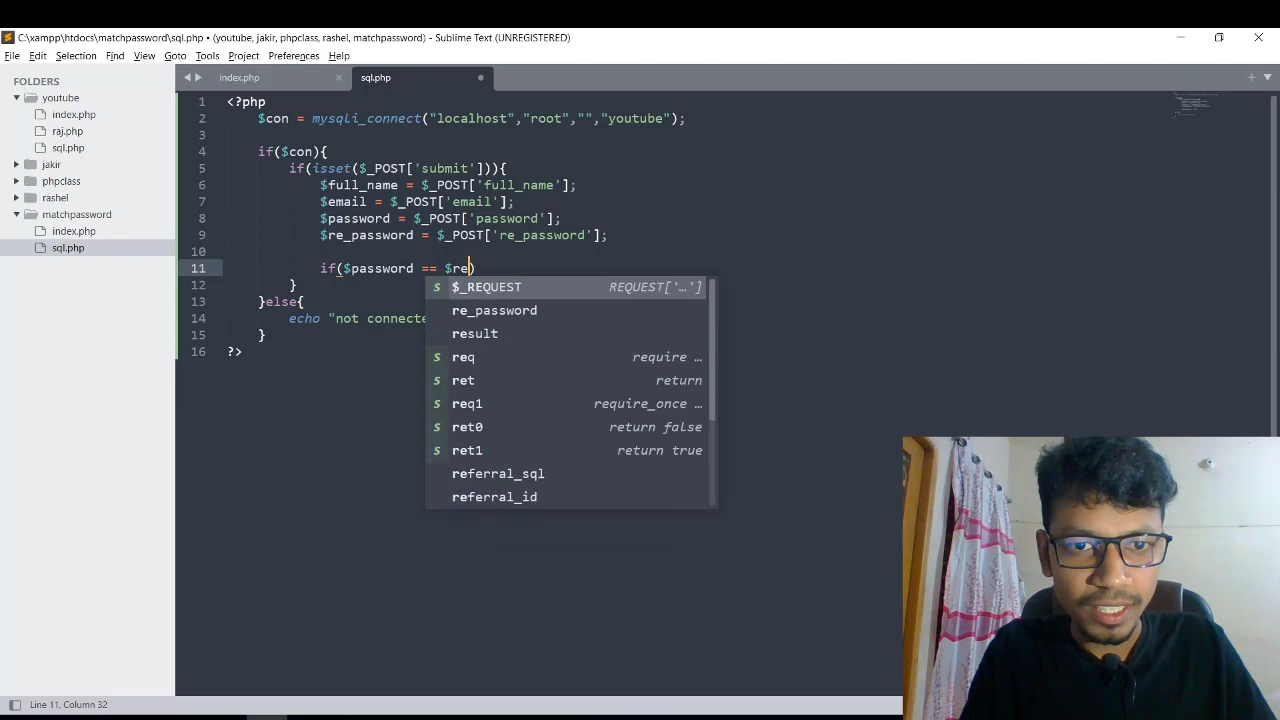 C:\xampp\htdocs\matchpassword\sql.php • (youtube, jakir, phpclass, rashel, matchpassword) - Sublime Text (UNREGISTERED)
File Edit Selection Find View Goto Tools Project Preferences Help
FOLDERS
youtube
index.php
raj.php
sql.php
jakir
phpclass
rashel
matchpassword
index.php
sql.php
index.php × sql.php
1 <?php
2 $con = mysqli_connect("localhost","root","","youtube");
3
4 if($con){
5 if(isset($_POST['submit'])){
6 $full_name = $_POST['full_name'];
7 $email = $_POST['email'];
8 $password = $_POST['password'];
9 $re_password = $_POST['re_password'];
10
11 if($password == $re)
12 }
13 }else{
14 echo "not connecte
15 }
16 ?>
S $_REQUEST REQUEST['…']
re_password
result
S req require …
S ret return
S req1 require_once …
S ret0 return false
S ret1 return true
referral_sql
referral_id
Line 11, Column 32